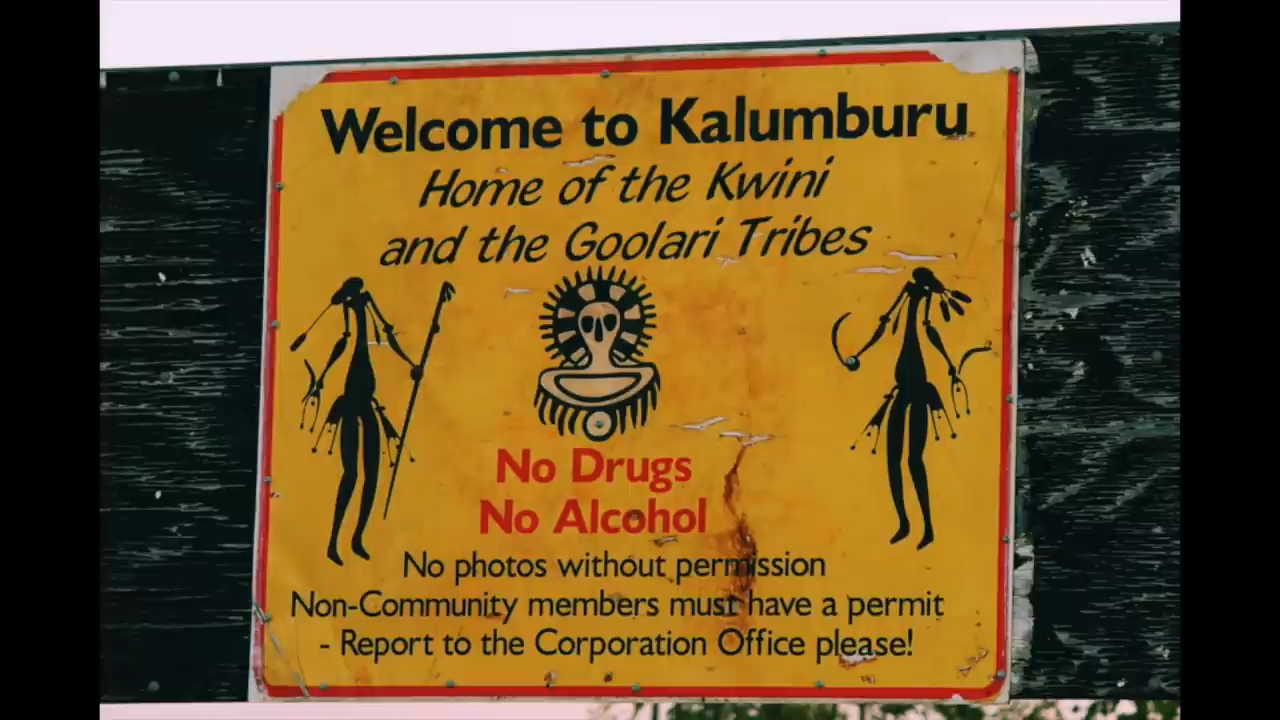 Welcome to Kalumburu
Home of the Kwini
and the Goolari Tribes
No Drugs
No Alcohol
No photos without permission
Non-Community members must have a permit
- Report to the Corporation Office please!